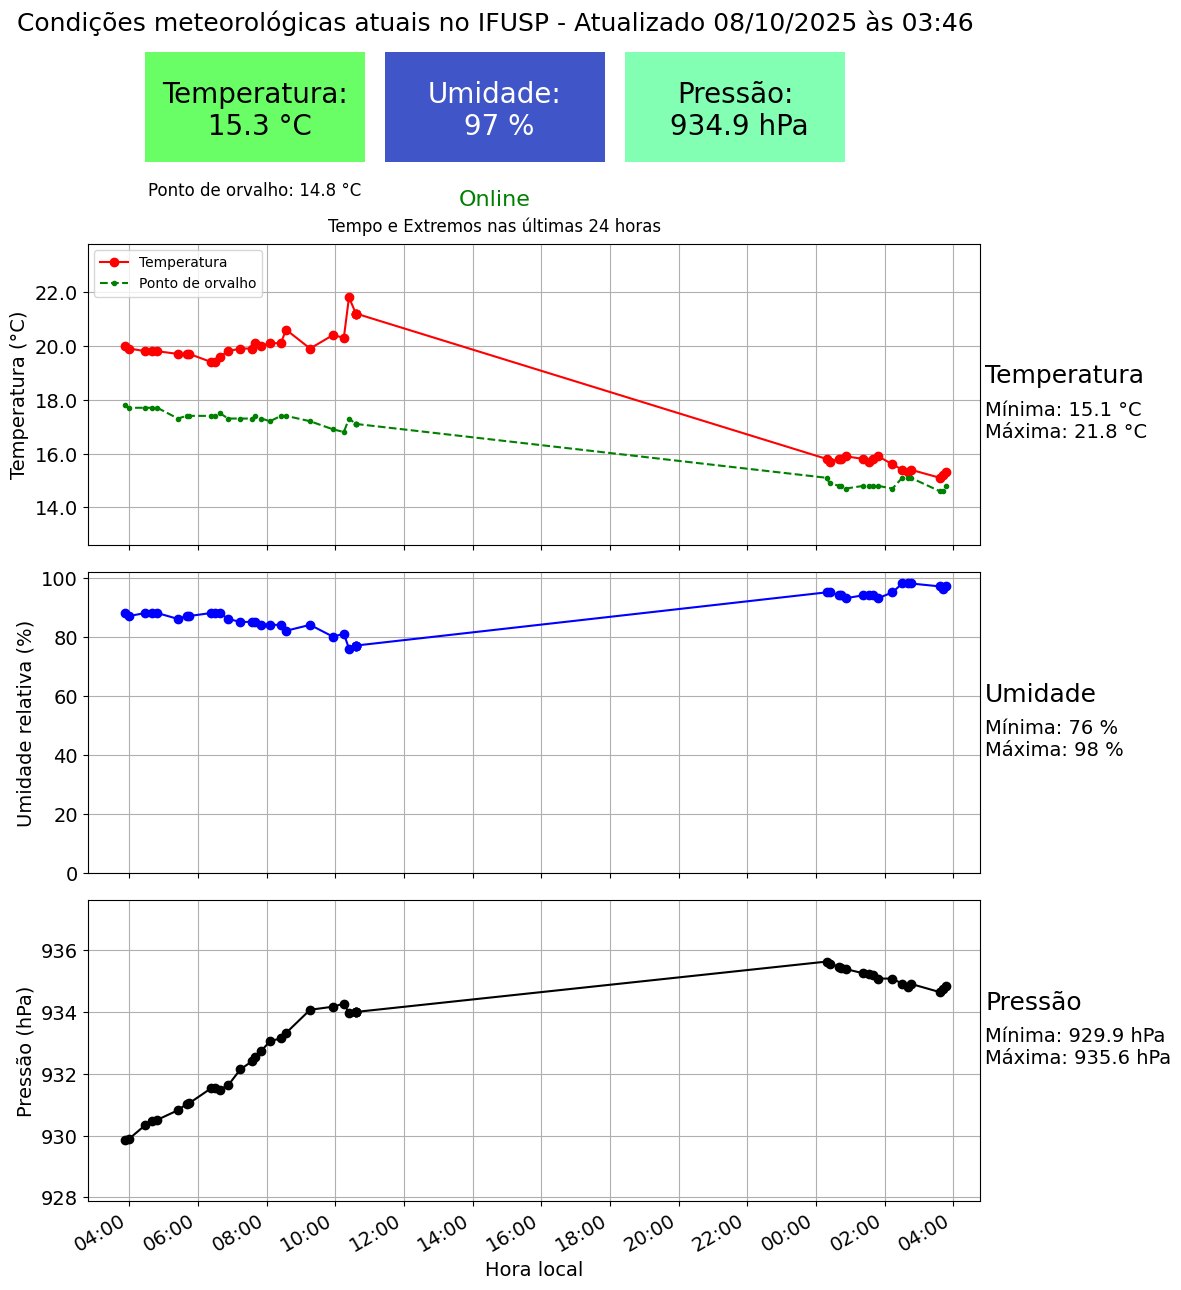 Condições meteorológicas atuais no IFUSP - Atualizado 08/10/2025 às 03:46
Temperatura:
15.3 °C
Umidade:
97 %
Pressão:
934.9 hPa
Ponto de orvalho: 14.8 °C
Online
Tempo e Extremos nas últimas 24 horas
Temperatura
Ponto de orvalho
Temperatura (°C)
22.0
20.0
18.0
16.0
14.0
Temperatura
Mínima: 15.1 °C
Máxima: 21.8 °C
Umidade relativa (%)
100
80
60
40
20
0
Umidade
Mínima: 76 %
Máxima: 98 %
Pressão (hPa)
936
934
932
930
928
Pressão
Mínima: 929.9 hPa
Máxima: 935.6 hPa
04:00 06:00 08:00 10:00 12:00 14:00 16:00 18:00 20:00 22:00 00:00 02:00 04:00
Hora local